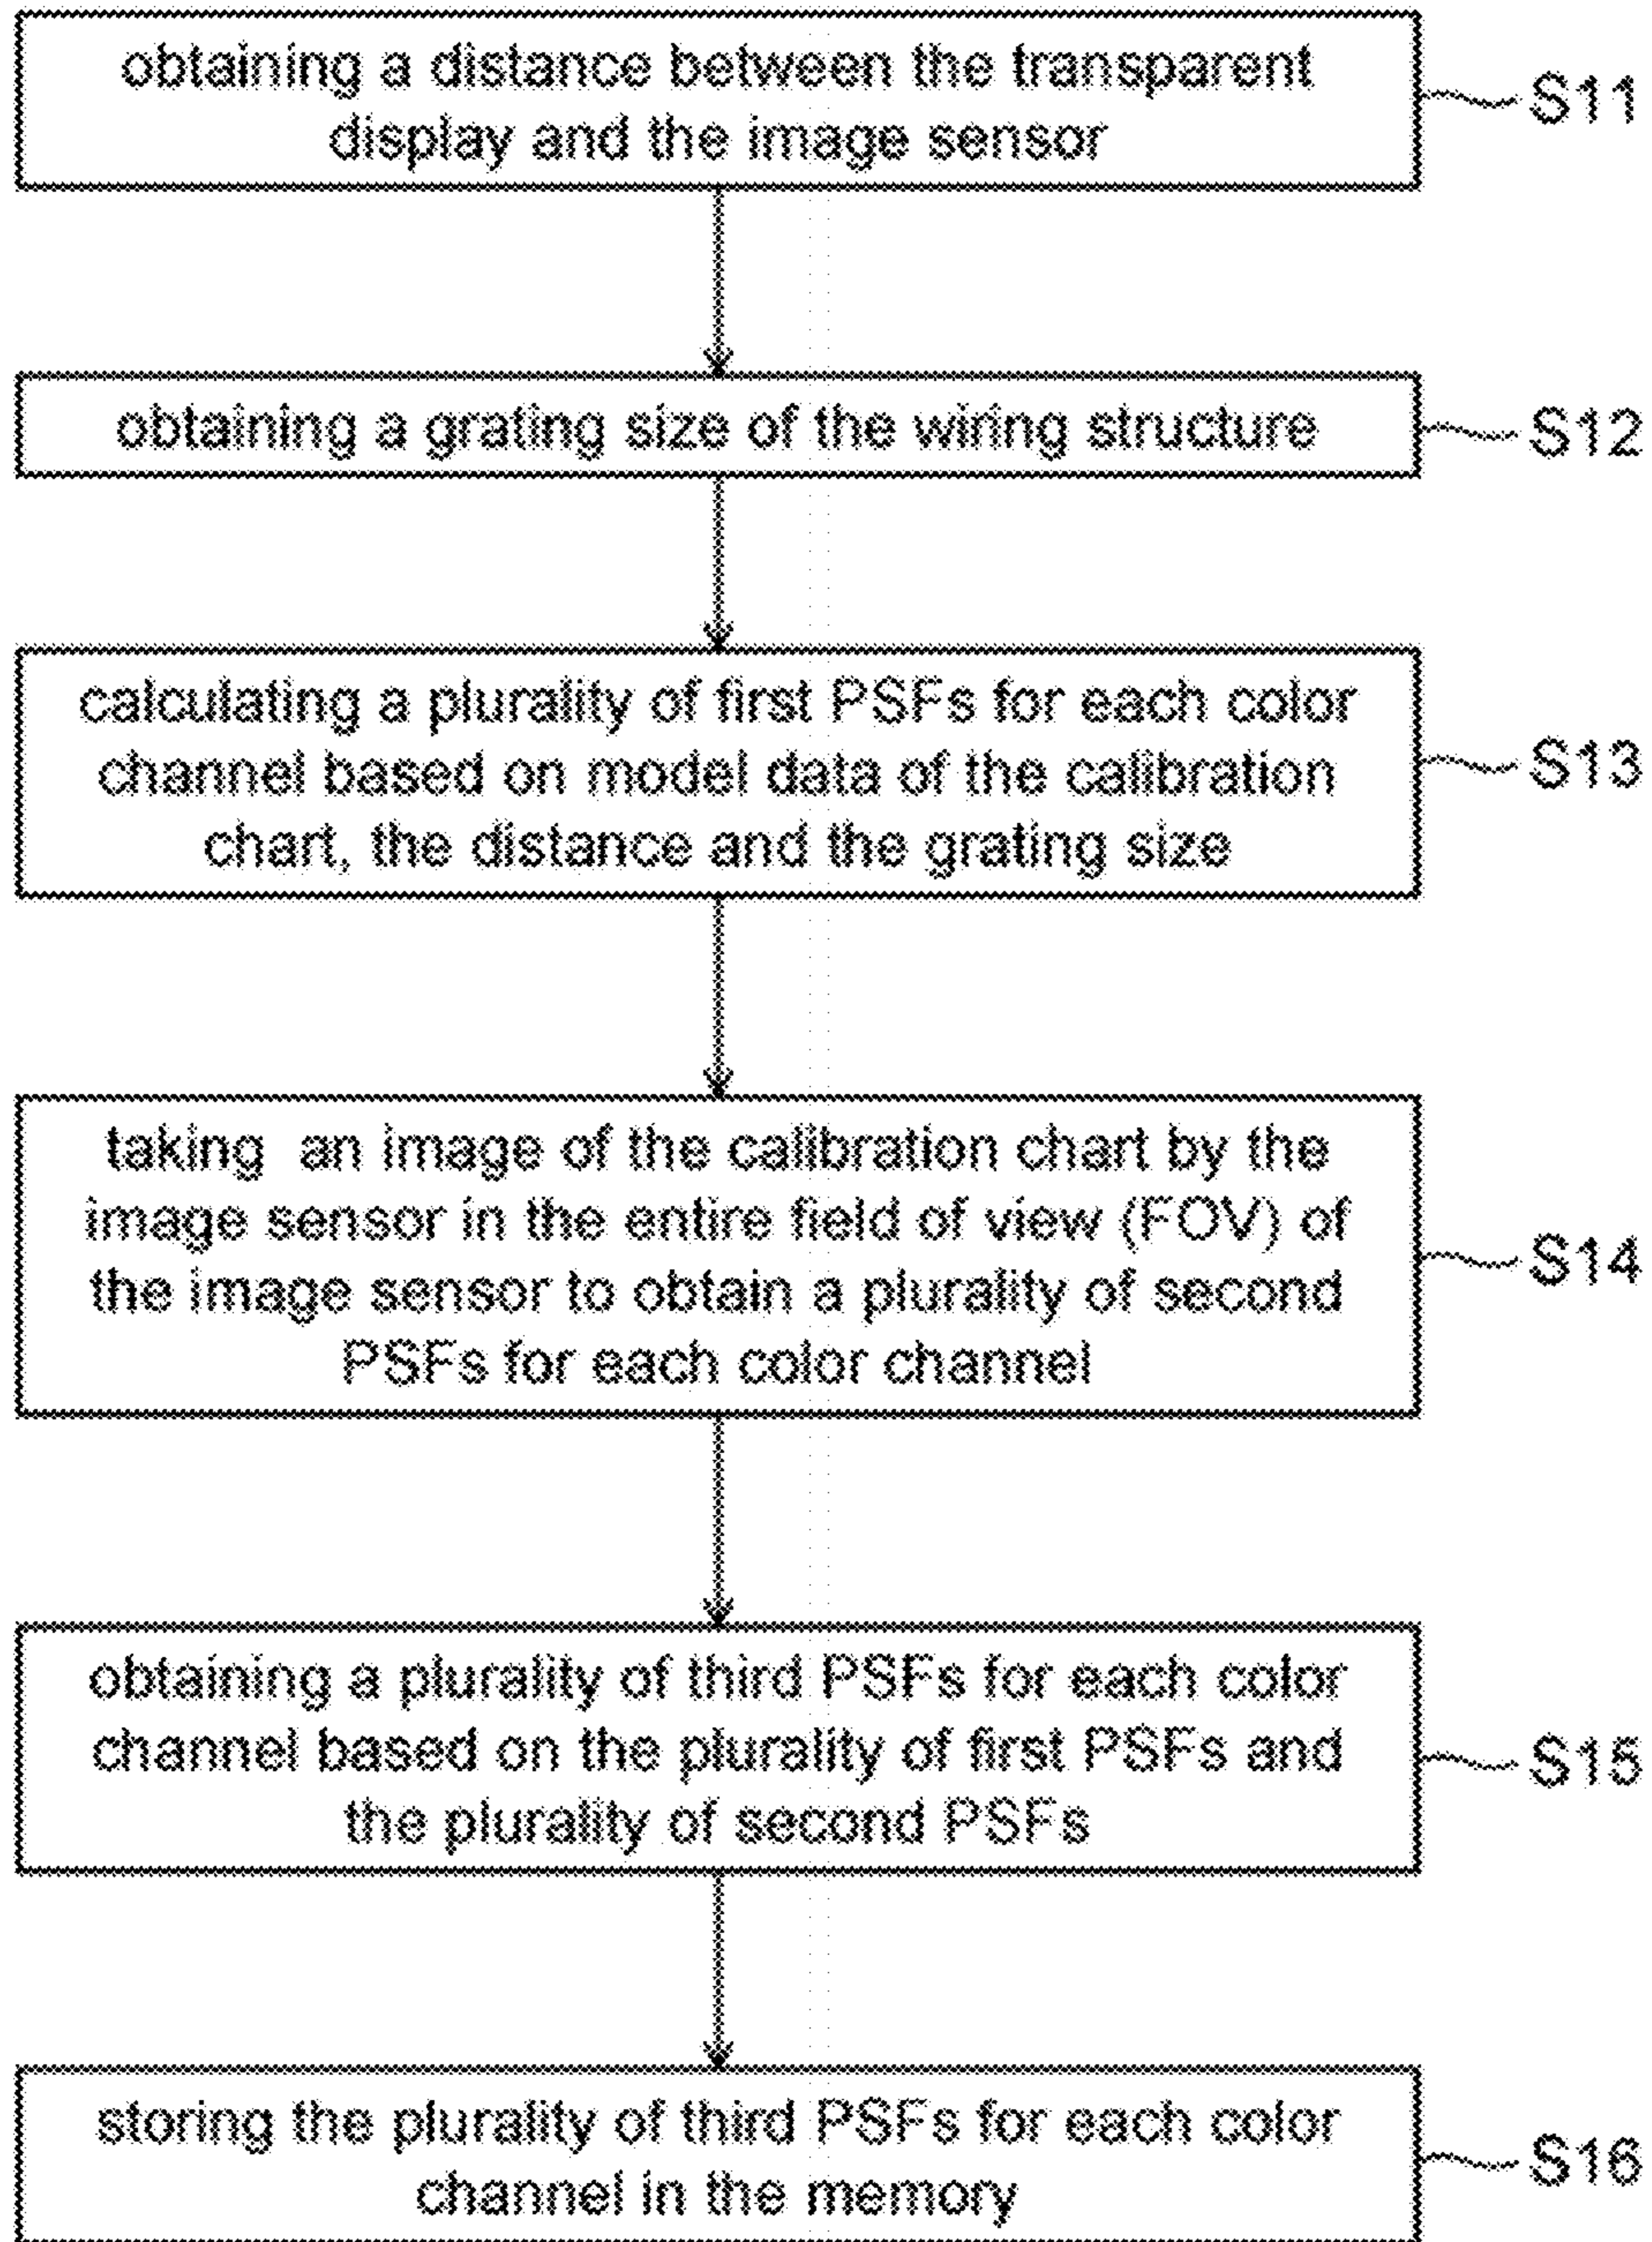 obtaining a distance between the transparent
display and the image sensor
S11
obtaining a grating size of the wiring structure
S12
calculating a plurality of first PSFs for each color
channel based on model data of the calibration
chart, the distance and the grating size
S13
taking an image of the calibration chart by the
image sensor in the entire field of view (FOV) of
the image sensor to obtain a plurality of second
PSFs for each color channel
S14
obtaining a plurality of third PSFs for each color
channel based on the plurality of first PSFs and
the plurality of second PSFs
S15
storing the plurality of third PSFs for each color
channel in the memory
S16